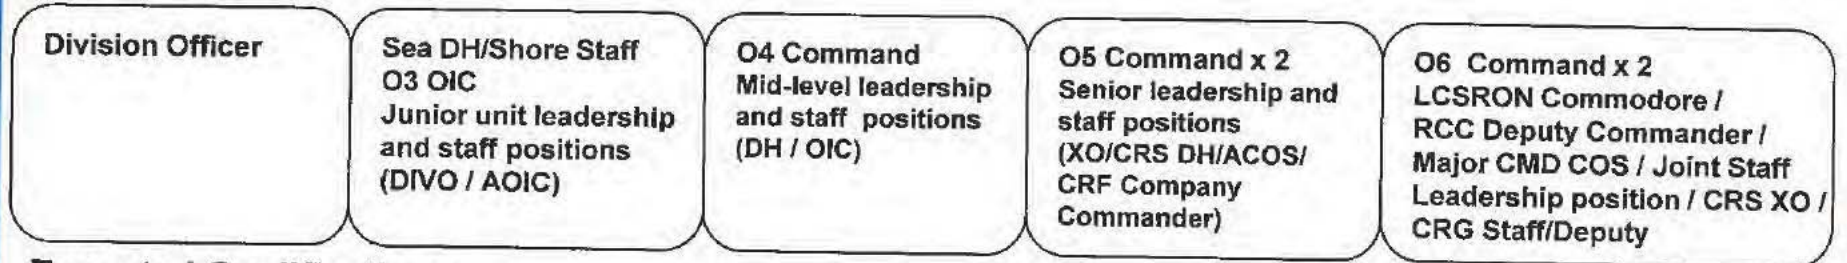 Division Officer
Sea DH/Shore Staff
O3 OIC
Junior unit leadership
and staff positions
(DIVO / AOIC)
O4 Command
Mid-level leadership
and staff positions
(DH / OIC)
O5 Command x 2
Senior leadership and
staff positions
(XO/CRS DH/ACOS/
CRF Company
Commander)
O6 Command x 2
LCSRON Commodore /
RCC Deputy Commander /
Major CMD COS / Joint Staff
Leadership position / CRS XO /
CRG Staff/Deputy